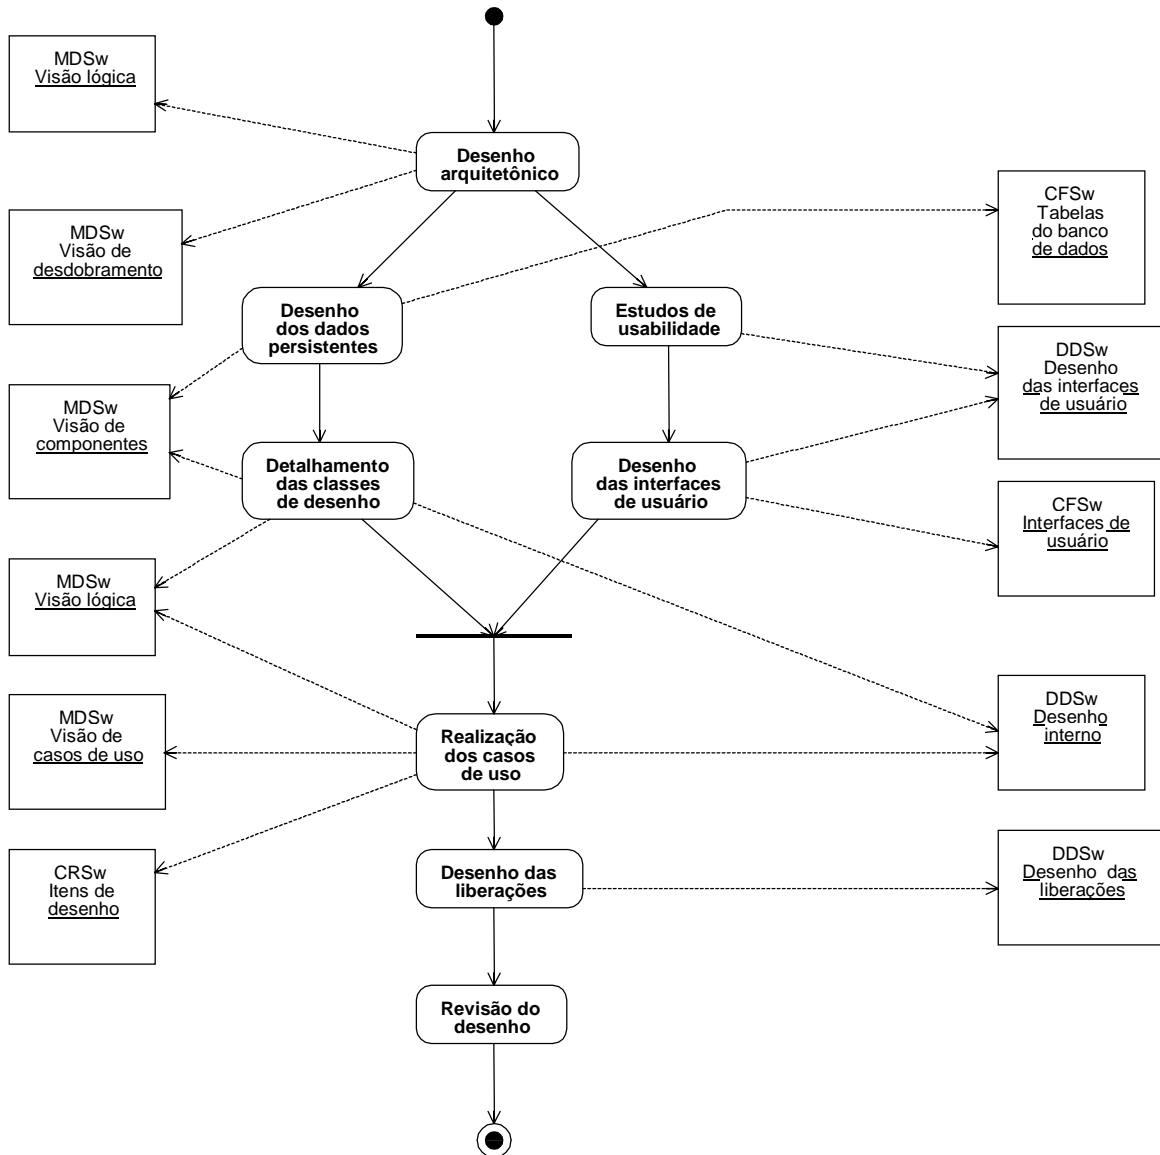 MDSw
Visão lógica
Desenho
arquitetônico
MDSw
Visão de
desdobramento
CFSw
Tabelas
do banco
de dados
Desenho
dos dados
persistentes
Estudos de
usabilidade
DDSw
Desenho
das interfaces
de usuário
MDSw
Visão de
componentes
Detalhamento
das classes
de desenho
Desenho
das interfaces
de usuário
CFSw
Interfaces de
usuário
MDSw
Visão lógica
MDSw
Visão de
casos de uso
Realização
dos casos
de uso
DDSw
Desenho
interno
CRSw
Itens de
desenho
Desenho das
liberações
DDSw
Desenho  das
liberações
Revisão do
desenho